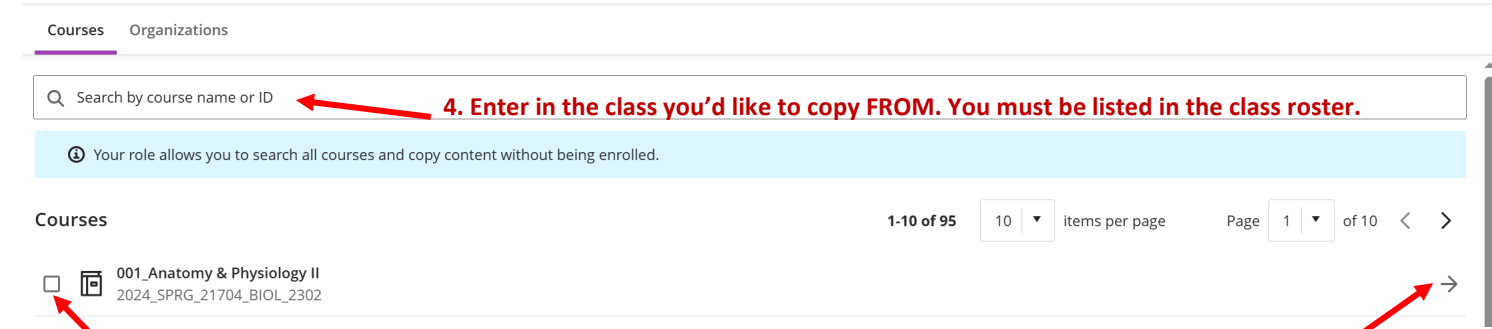 Courses Organizations
Search by course name or ID
4. Enter in the class you’d like to copy FROM. You must be listed in the class roster.
Your role allows you to search all courses and copy content without being enrolled.
Courses 1-10 of 95 10 items per page Page 1 of 10
001_Anatomy & Physiology II
2024_SPRG_21704_BIOL_2302